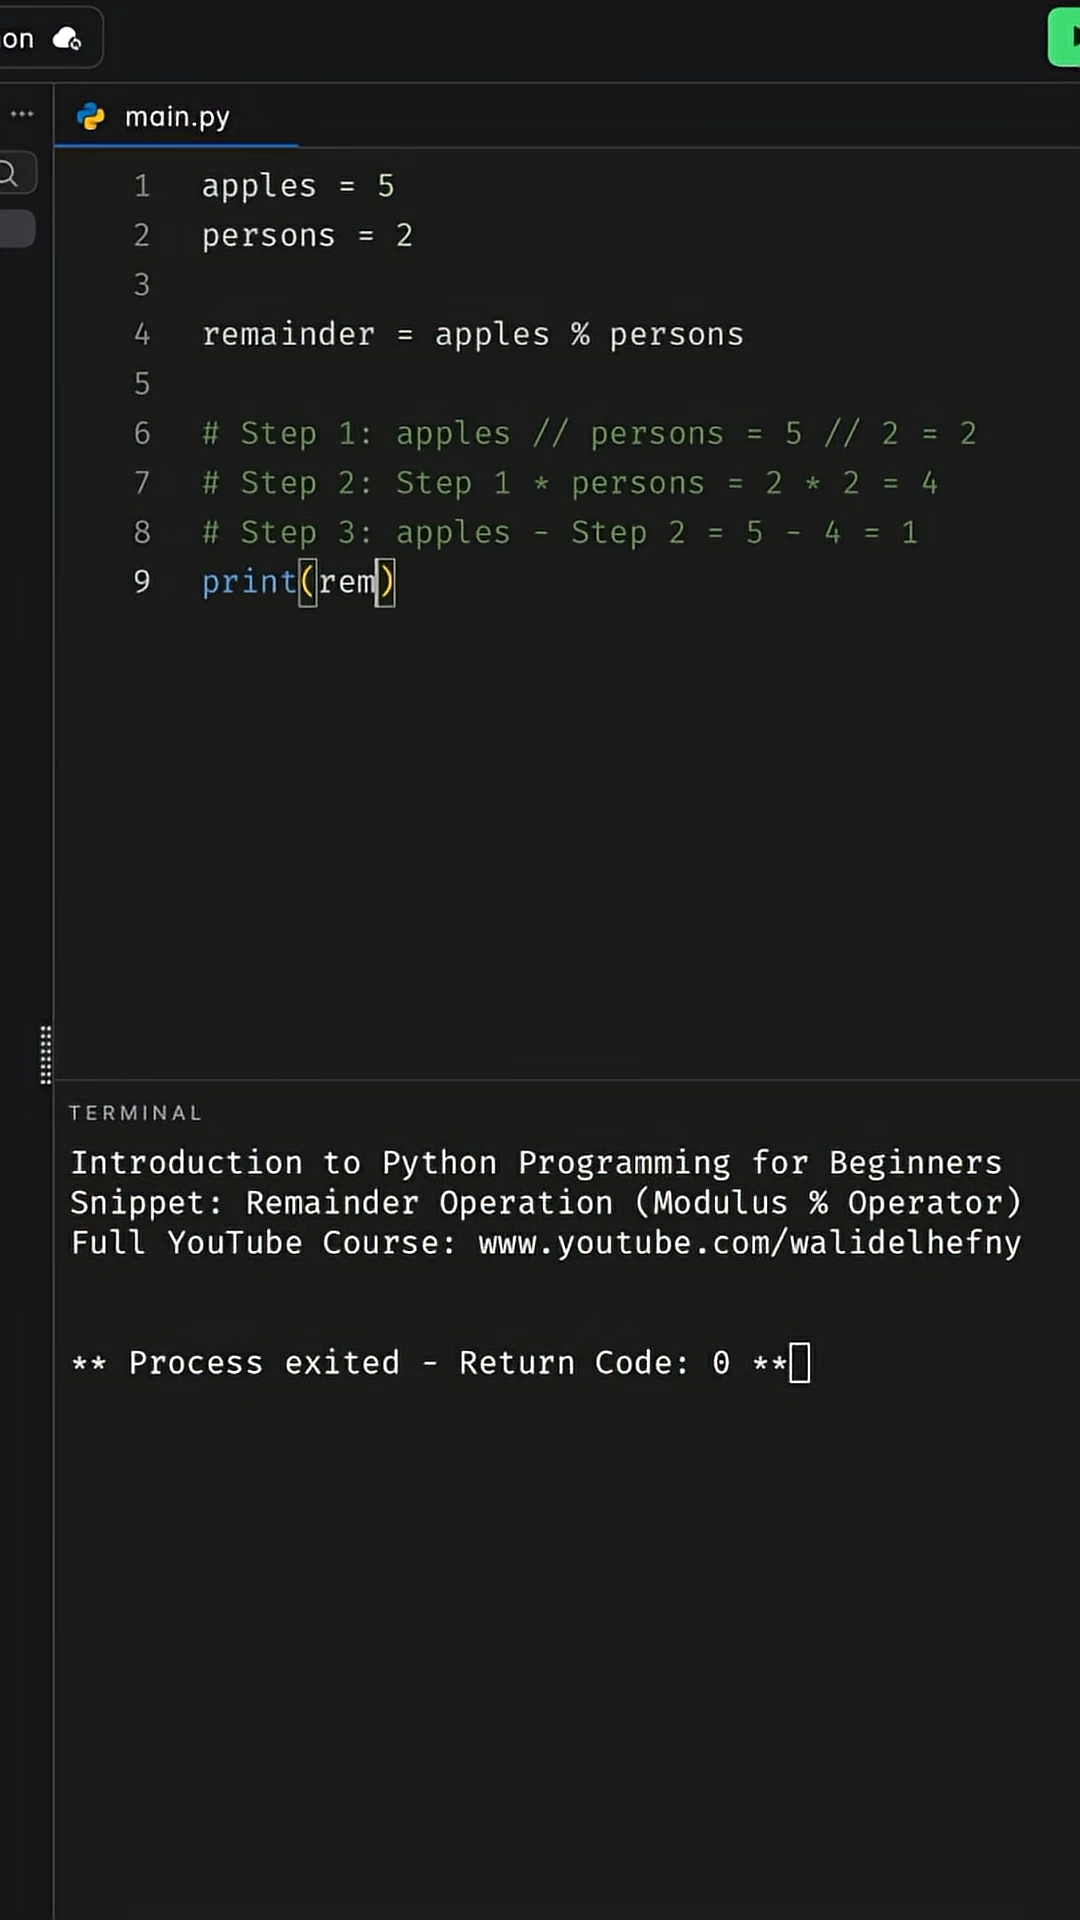 on
main.py
1 apples = 5
2 persons = 2
3
4 remainder = apples % persons
5
6 # Step 1: apples // persons = 5 // 2 = 2
7 # Step 2: Step 1 * persons = 2 * 2 = 4
8 # Step 3: apples - Step 2 = 5 - 4 = 1
9 print(rem)
TERMINAL
Introduction to Python Programming for Beginners
Snippet: Remainder Operation (Modulus % Operator)
Full YouTube Course: www.youtube.com/walidelhefny
** Process exited - Return Code: 0 **